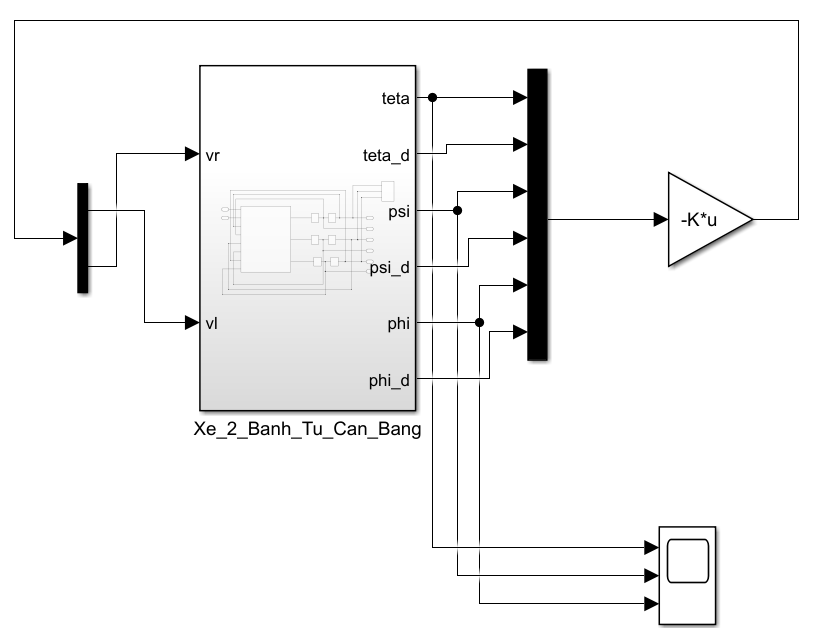 teta
vr
teta_d
psi
psi_d
vl
phi
phi_d
-K*u
Xe_2_Banh_Tu_Can_Bang